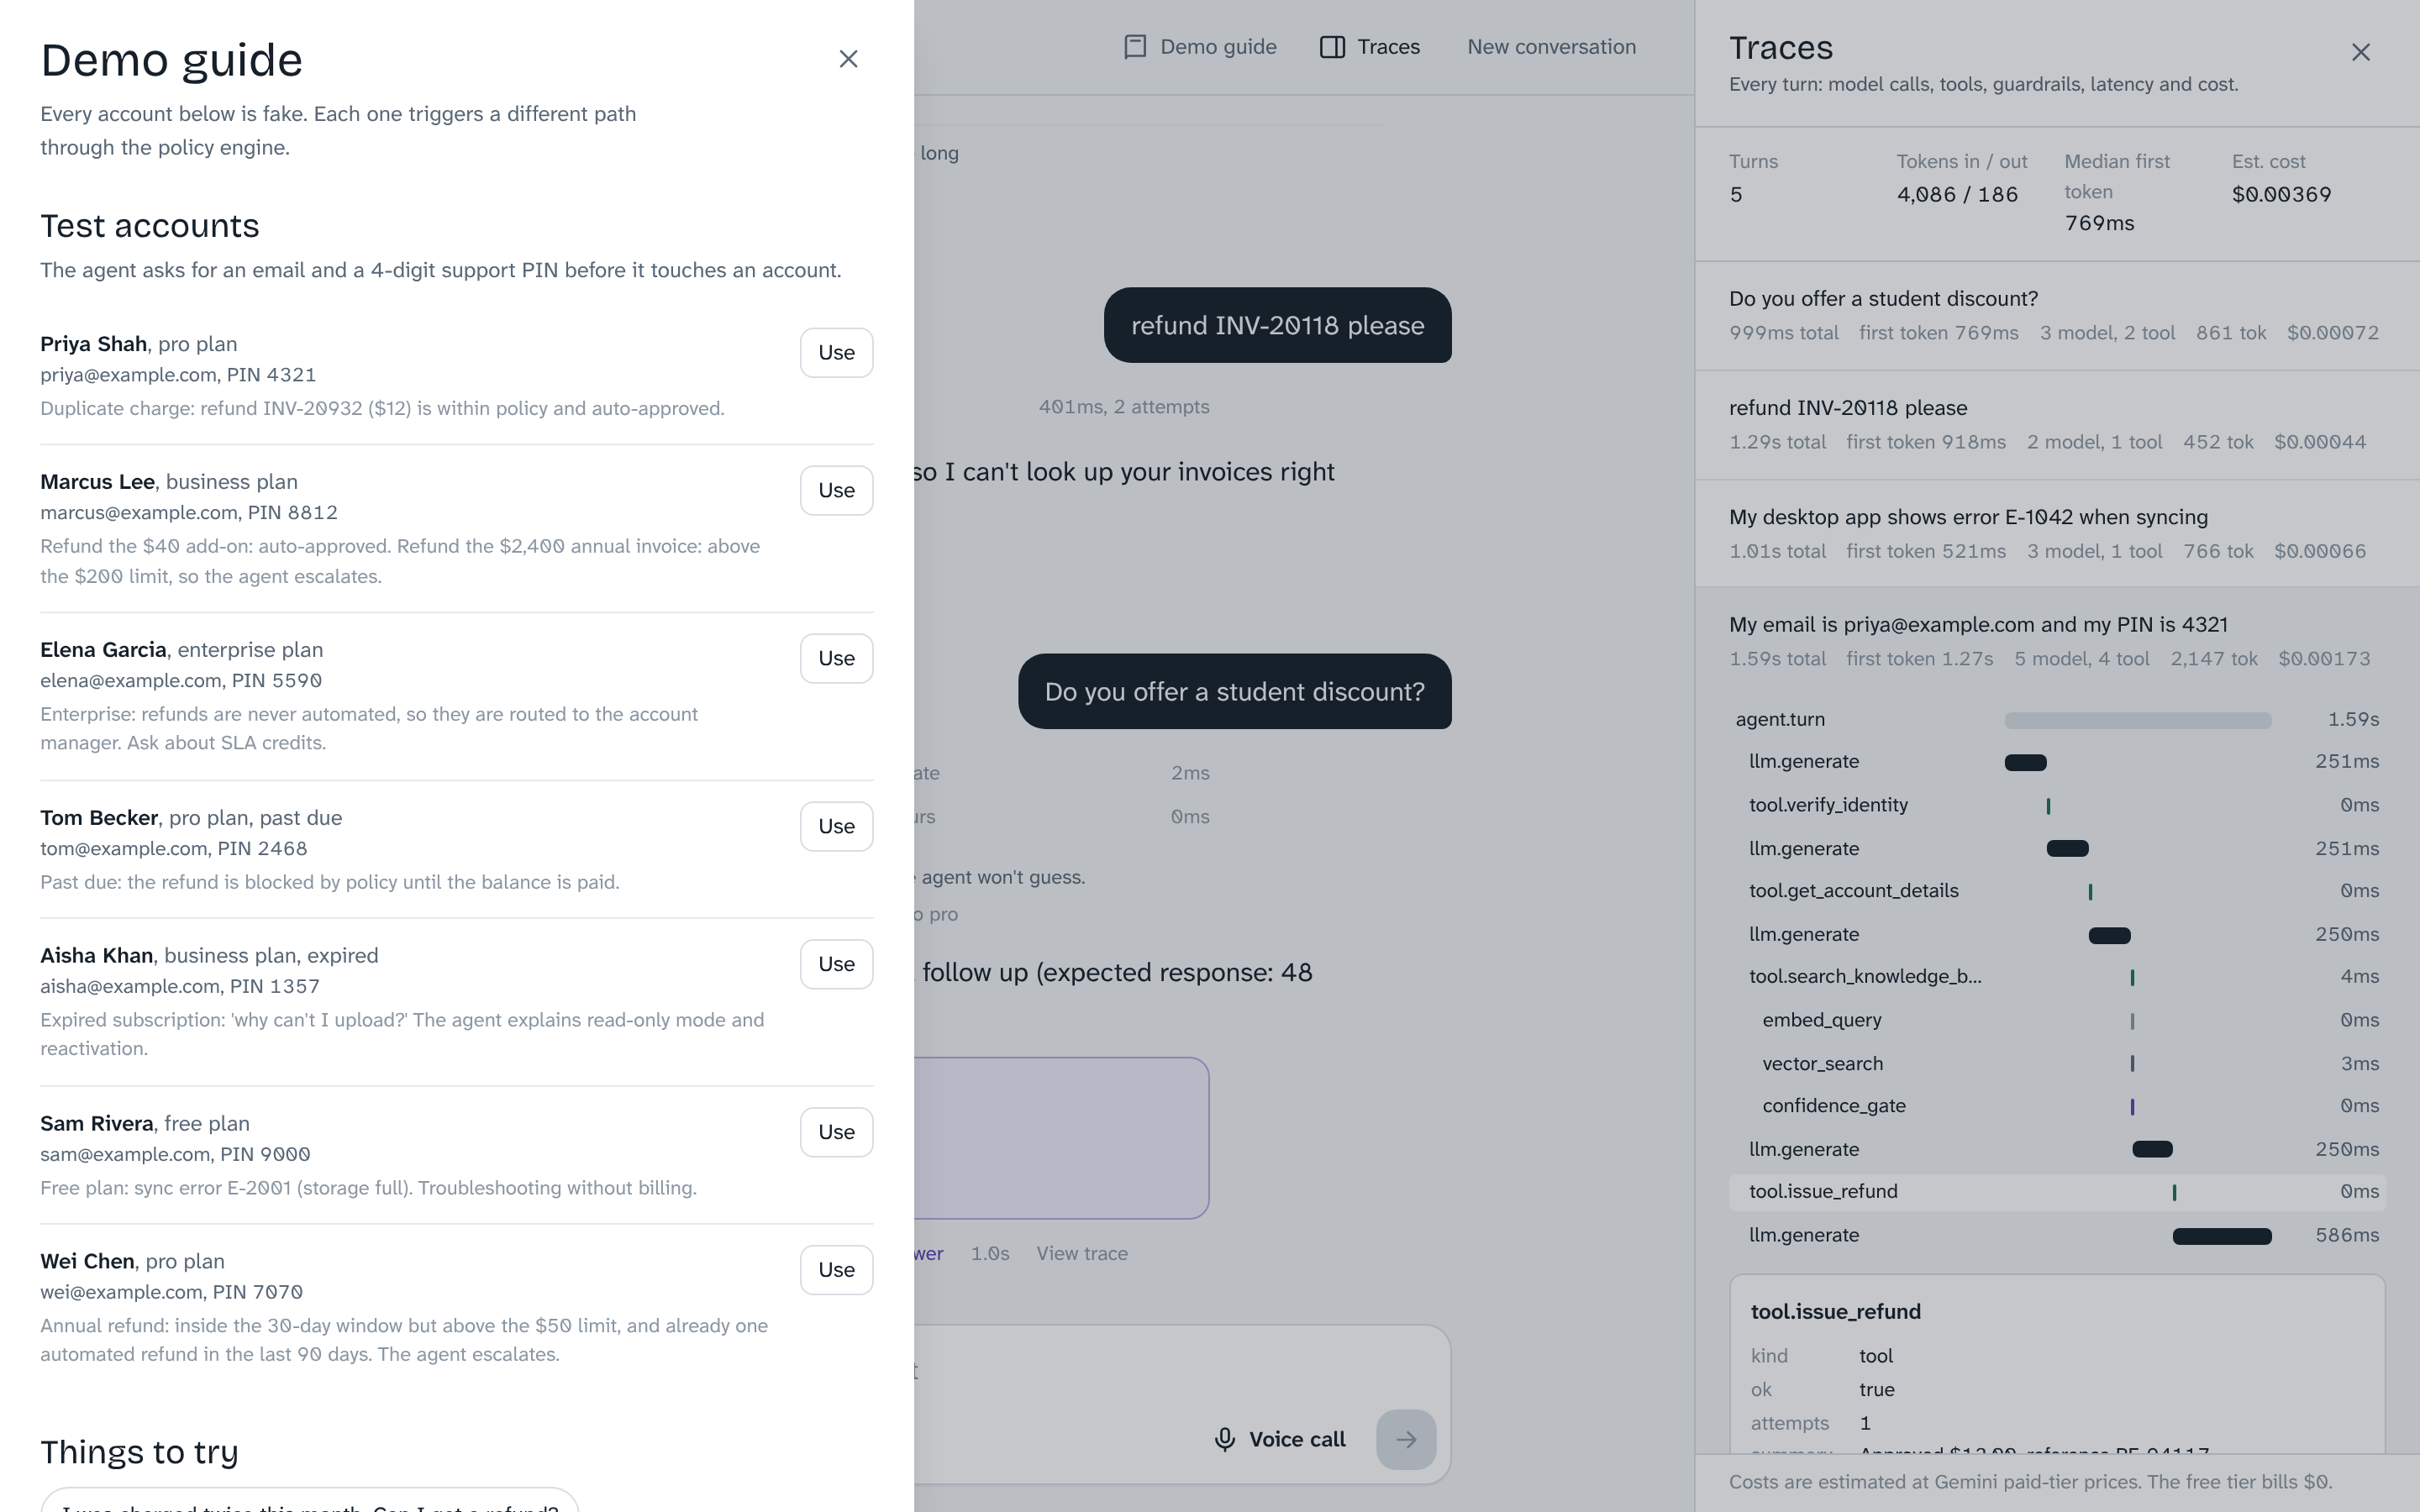 Demo guide
Every account below is fake. Each one triggers a different path
through the policy engine.
Test accounts
The agent asks for an email and a 4-digit support PIN before it touches an account.
Priya Shah, pro plan
priya@example.com, PIN 4321
Duplicate charge: refund INV-20932 ($12) is within policy and auto-approved.
Use
Marcus Lee, business plan
marcus@example.com, PIN 8812
Refund the $40 add-on: auto-approved. Refund the $2,400 annual invoice: above
the $200 limit, so the agent escalates.
Use
Elena Garcia, enterprise plan
elena@example.com, PIN 5590
Enterprise: refunds are never automated, so they are routed to the account
manager. Ask about SLA credits.
Use
Tom Becker, pro plan, past due
tom@example.com, PIN 2468
Past due: the refund is blocked by policy until the balance is paid.
Use
Aisha Khan, business plan, expired
aisha@example.com, PIN 1357
Expired subscription: 'why can't I upload?' The agent explains read-only mode and
reactivation.
Use
Sam Rivera, free plan
sam@example.com, PIN 9000
Free plan: sync error E-2001 (storage full). Troubleshooting without billing.
Use
Wei Chen, pro plan
wei@example.com, PIN 7070
Annual refund: inside the 30-day window but above the $50 limit, and already one
automated refund in the last 90 days. The agent escalates.
Use
Things to try
I was charged twice this month. Can I get a refund?
Demo guide
Traces
New conversation
long
refund INV-20118 please
401ms, 2 attempts
so I can't look up your invoices right
Do you offer a student discount?
2ms
0ms
agent won't guess.
pro
follow up (expected response: 48
1.0s
View trace
Voice call
Traces
Every turn: model calls, tools, guardrails, latency and cost.
Turns
5
Tokens in / out
4,086 / 186
Median first
token
769ms
Est. cost
$0.00369
Do you offer a student discount?
999ms total first token 769ms 3 model, 2 tool 861 tok $0.00072
refund INV-20118 please
1.29s total first token 918ms 2 model, 1 tool 452 tok $0.00044
My desktop app shows error E-1042 when syncing
1.01s total first token 521ms 3 model, 1 tool 766 tok $0.00066
My email is priya@example.com and my PIN is 4321
1.59s total first token 1.27s 5 model, 4 tool 2,147 tok $0.00173
agent.turn 1.59s
llm.generate 251ms
tool.verify_identity 0ms
llm.generate 251ms
tool.get_account_details 0ms
llm.generate 250ms
tool.search_knowledge_b... 4ms
embed_query 0ms
vector_search 3ms
confidence_gate 0ms
llm.generate 250ms
tool.issue_refund 0ms
llm.generate 586ms
tool.issue_refund
kind tool
ok true
attempts 1
summary Approved $12.00, reference
Costs are estimated at Gemini paid-tier prices. The free tier bills $0.